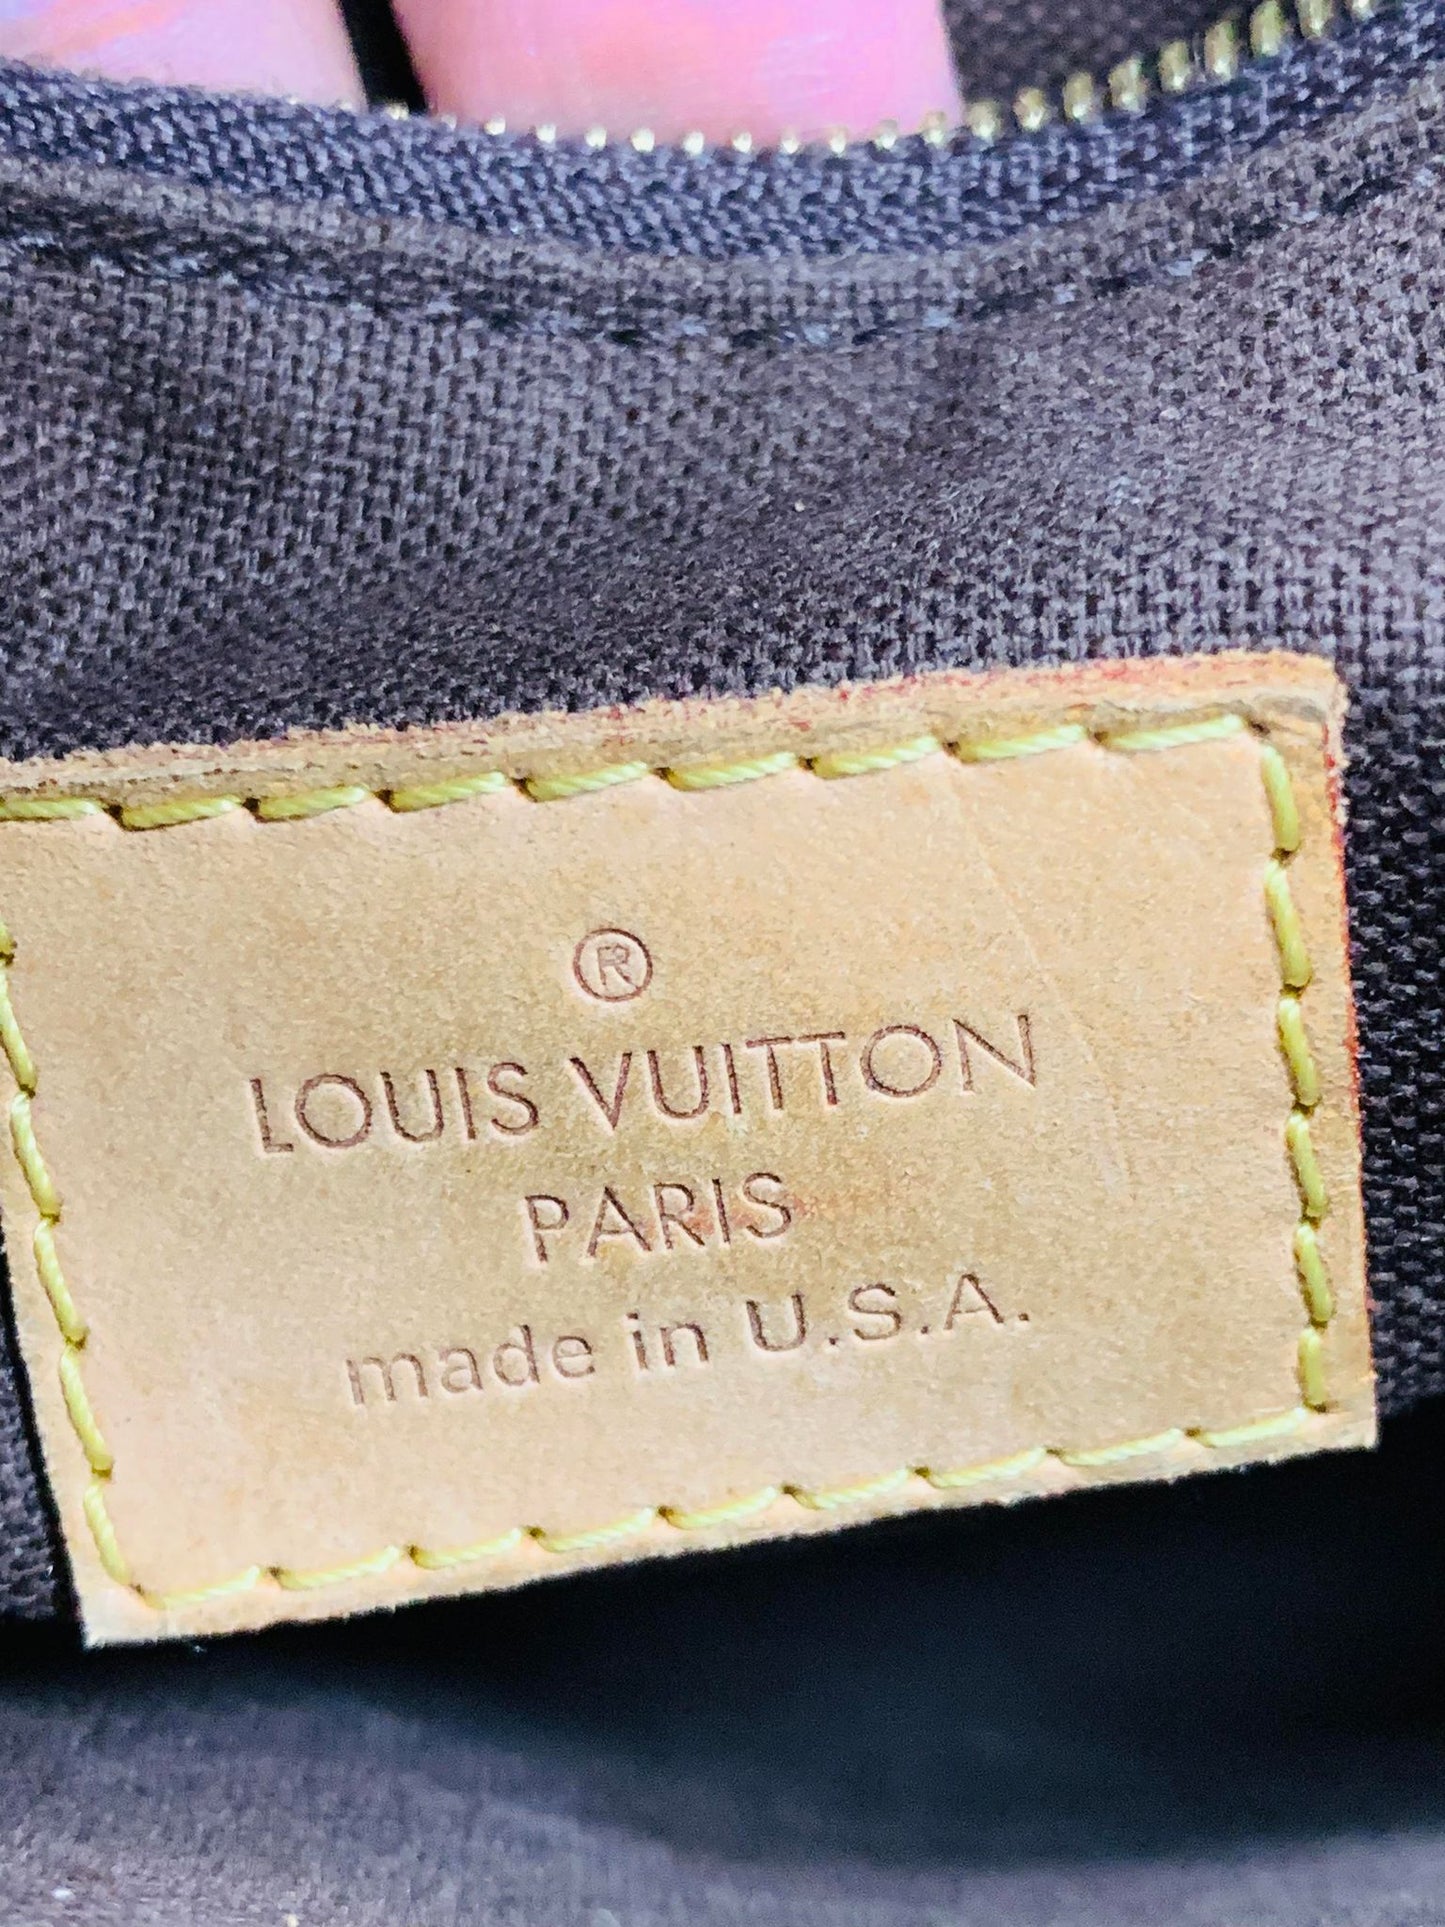 ®
LOUIS VUITTON
PARIS
made in U.S.A.